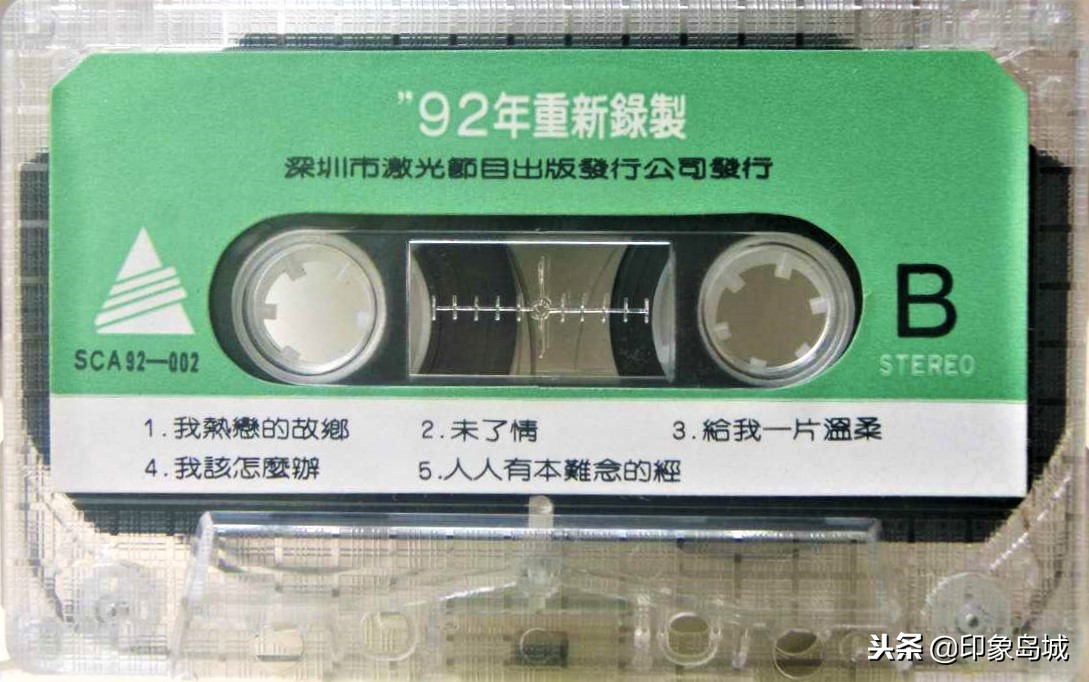 ”92年重新錄製
深圳市激光節目出版發行公司發行
B
SCA92—002
STEREO
1.我熱戀的故鄉 2.未了情 3.給我一片溫柔
4.我該怎麼辦 5.人人有本難念的經
头条 @印象岛城